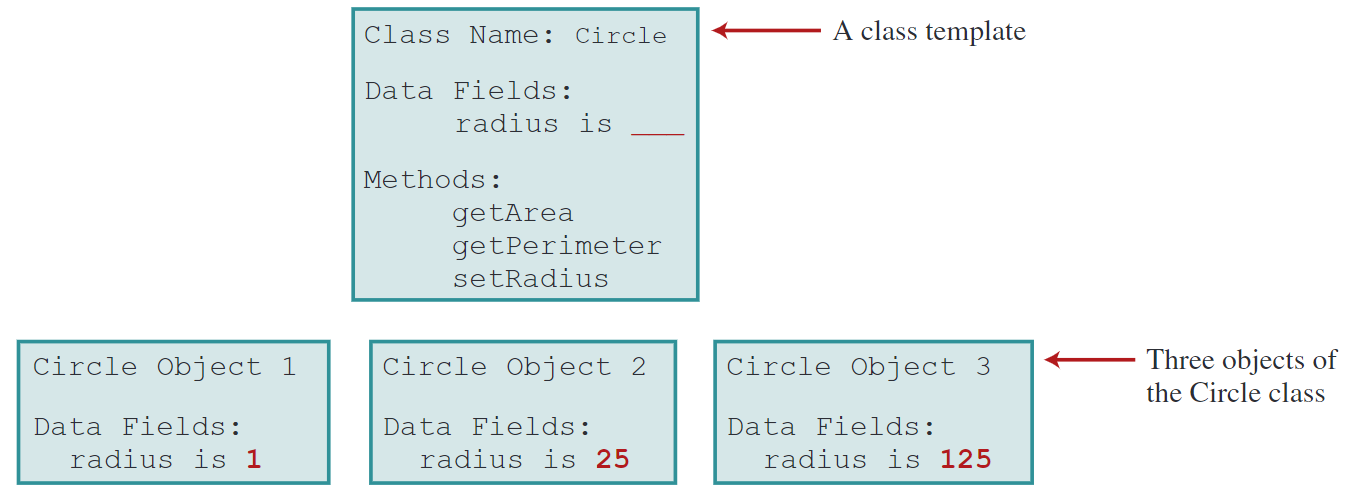 Class Name: Circle
A class template
Data Fields:
radius is ___
Methods:
getArea
getPerimeter
setRadius
Circle Object 1
Data Fields:
radius is 1
Circle Object 2
Data Fields:
radius is 25
Circle Object 3
Data Fields:
radius is 125
Three objects of
the Circle class